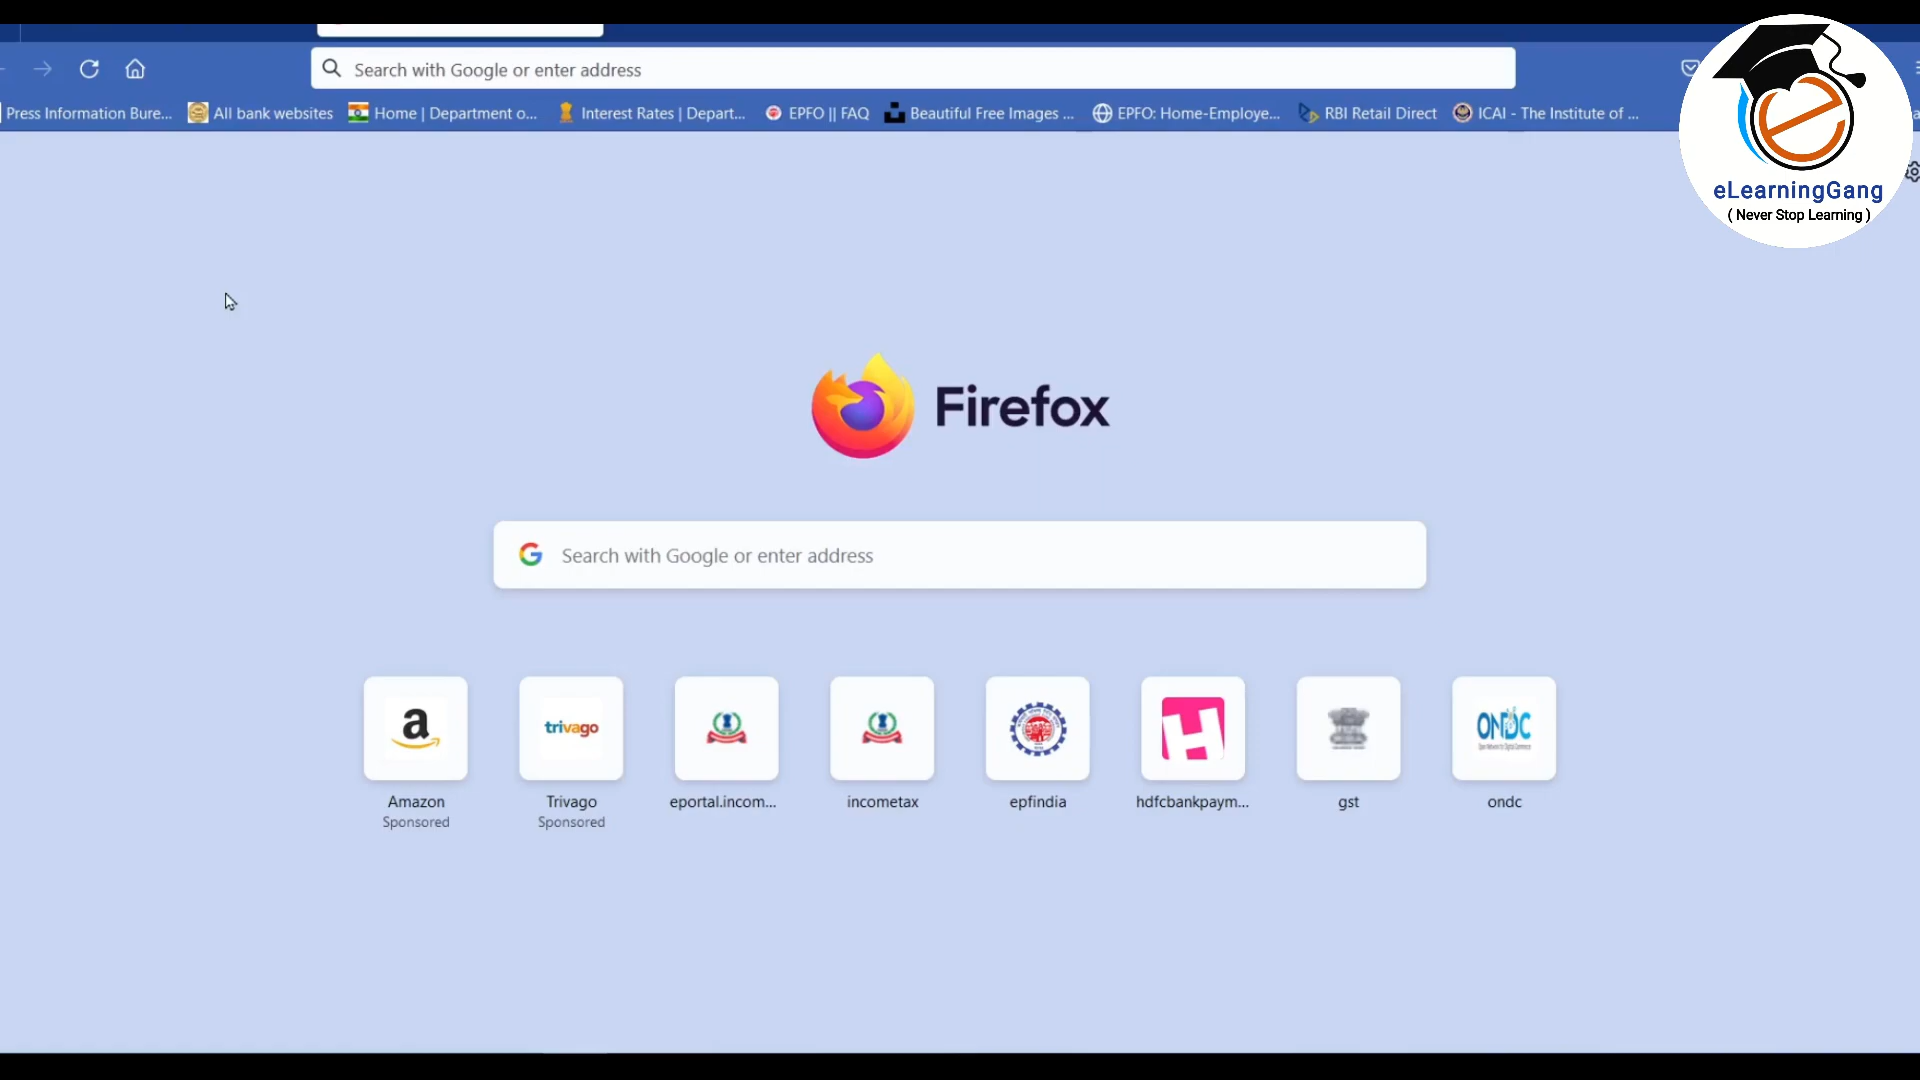 Search with Google or enter address
Press Information Bure...
All bank websites
Home | Department o...
Interest Rates | Depart...
EPFO || FAQ
Beautiful Free Images ...
EPFO: Home-Employe...
RBI Retail Direct
ICAI - The Institute of ...
e
eLearningGang
( Never Stop Learning )
Firefox
Search with Google or enter address
a
trivago
H
ONDC
Amazon
Sponsored
Trivago
Sponsored
eportal.incom...
incometax
epfindia
hdfcbankpaym...
gst
ondc